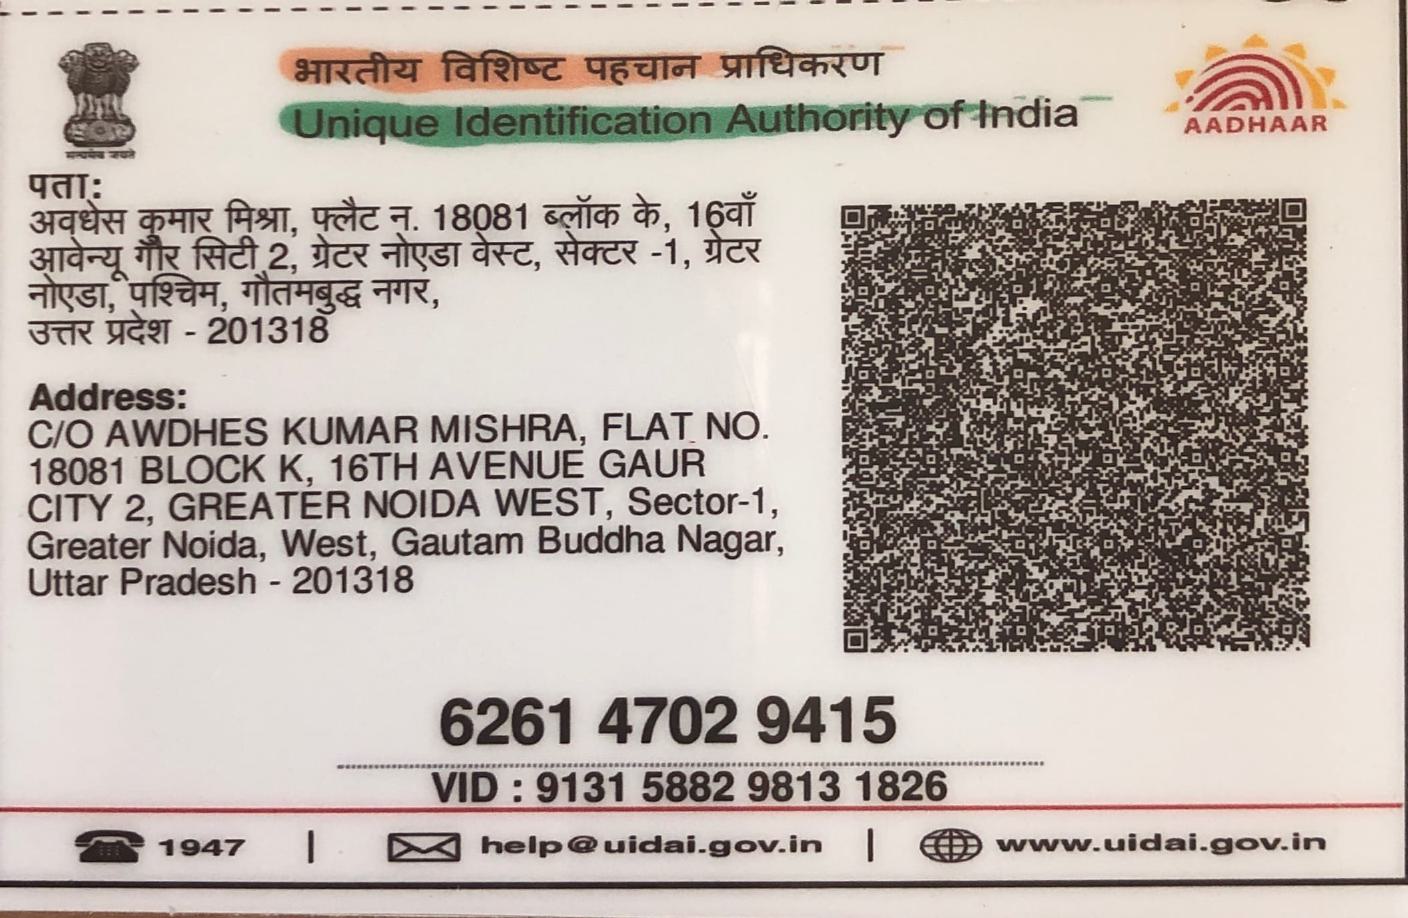 भारतीय विशिष्ट पहचान प्राधिकरण
Unique Identification Authority of India
AADHAAR
सत्यमेव जयते
पता:
अवधेस कुमार मिश्रा, फ्लैट न. 18081 ब्लॉक के, 16वाँ
आवेन्यू गौर सिटी 2, ग्रेटर नोएडा वेस्ट, सेक्टर -1, ग्रेटर
नोएडा, पश्चिम, गौतमबुद्ध नगर,
उत्तर प्रदेश - 201318
Address:
C/O AWDHES KUMAR MISHRA, FLAT NO.
18081 BLOCK K, 16TH AVENUE GAUR
CITY 2, GREATER NOIDA WEST, Sector-1,
Greater Noida, West, Gautam Buddha Nagar,
Uttar Pradesh - 201318
6261 4702 9415
VID : 9131 5882 9813 1826
1947 | help@uidai.gov.in | www.uidai.gov.in